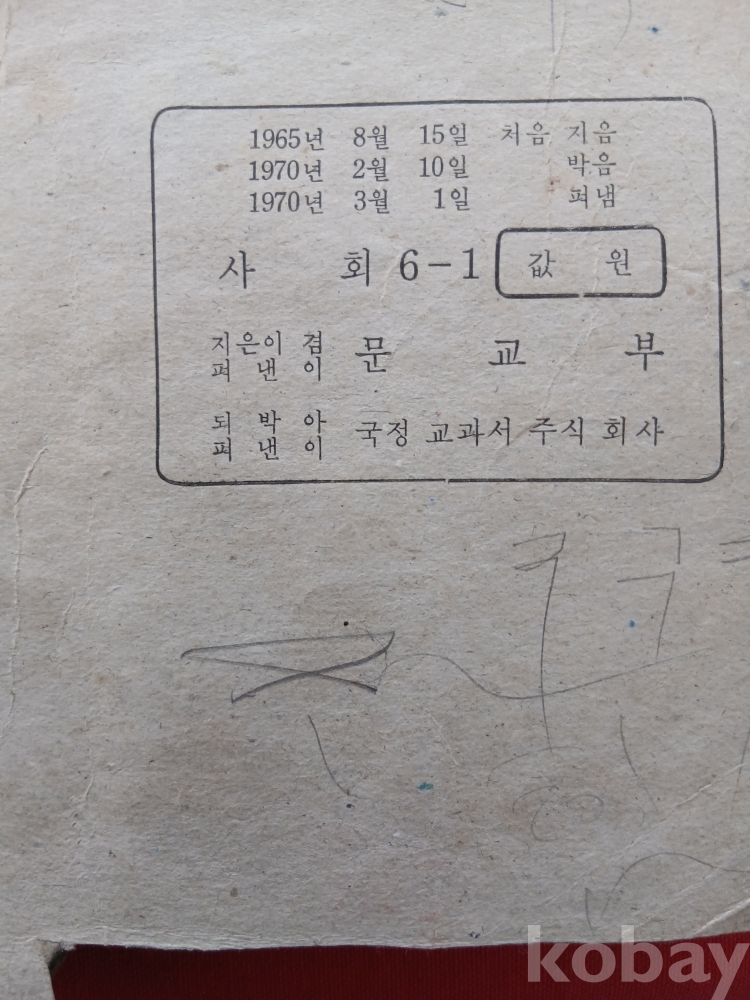 1965년 8월 15일 처음 지음
1970년 2월 10일 박음
1970년 3월 1일 펴냄
사 회 6-1 값 원
지은이 겸
펴 낸 이
문 교 부
되 박 아
펴 낸 이
국정 교과서 주식 회사
kobay